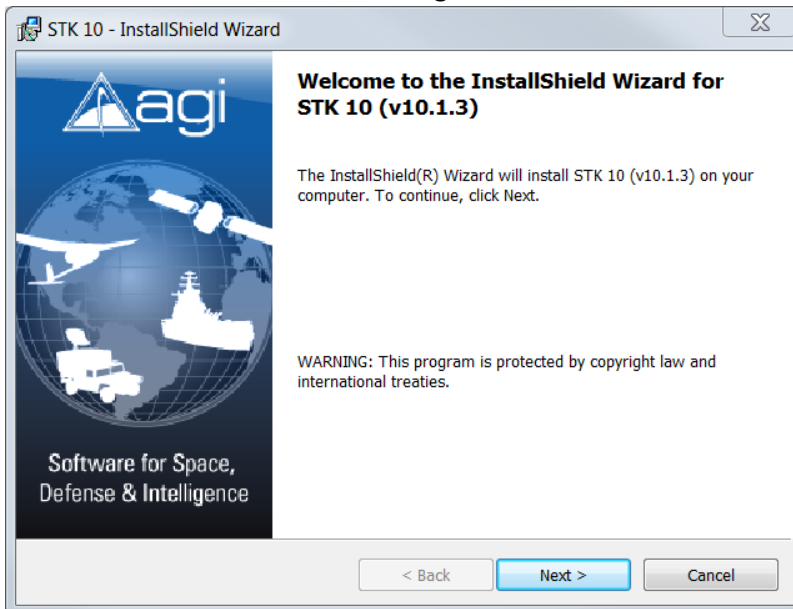 STK 10 - InstallShield Wizard
agi
Software for Space,
Defense & Intelligence
Welcome to the InstallShield Wizard for
STK 10 (v10.1.3)
The InstallShield(R) Wizard will install STK 10 (v10.1.3) on your
computer. To continue, click Next.
WARNING: This program is protected by copyright law and
international treaties.
< Back
Next >
Cancel